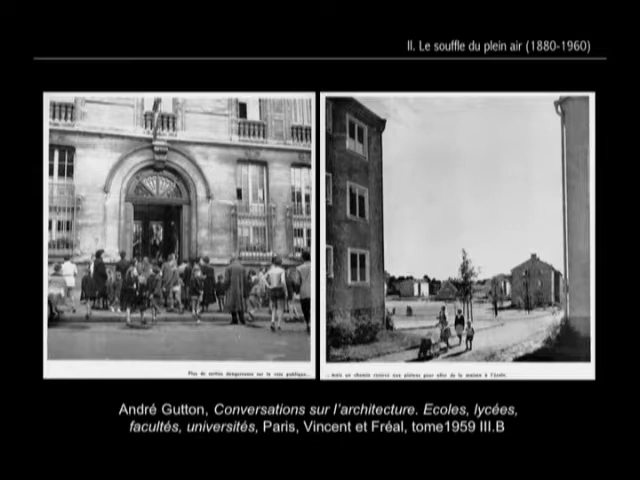 II. Le souffle du plein air (1880-1960)
Plus de sorties dangereuses sur la voie publique...
...mais un chemin réservé aux piétons pour aller de la maison à l'école.
André Gutton, Conversations sur l'architecture. Ecoles, lycées,
facultés, universités, Paris, Vincent et Fréal, tome1959 III.B